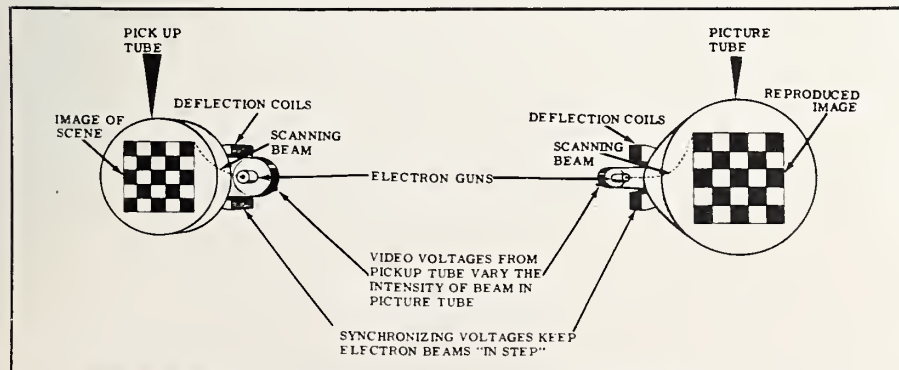 PICK UP
TUBE
IMAGE OF
SCENE
DEFLECTION COILS
SCANNING
BEAM
ELECTRON GUNS
PICTURE
TUBE
REPRODUCED
IMAGE
DEFLECTION COILS
SCANNING
BEAM
VIDEO VOLTAGES FROM
PICKUP TUBE VARY THE
INTENSITY OF BEAM IN
PICTURE TUBE
SYNCHRONIZING VOLTAGES KEEP
ELECTRON BEAMS "IN STEP"